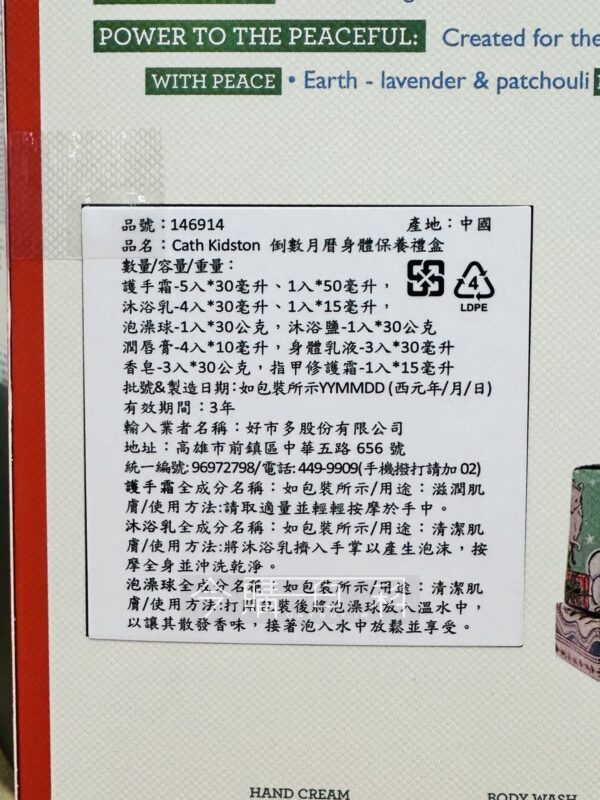 POWER TO THE PEACEFUL: Created for the
WITH PEACE • Earth - lavender & patchouli
品號：146914 產地：中國
品名：Cath Kidston 倒數月曆身體保養禮盒
數量/容量/重量：
護手霜-5入*30毫升、1入*50毫升，
沐浴乳-4入*30毫升、1入*15毫升，
泡澡球-1入*30公克，沐浴鹽-1入*30公克
潤唇膏-4入*10毫升，身體乳液-3入*30毫升
香皂-3入*30公克，指甲修護霜-1入*15毫升
4
LDPE
批號&製造日期：如包裝所示YYMMDD (西元年/月/日)
有效期間：3年
輸入業者名稱：好市多股份有限公司
地址：高雄市前鎮區中華五路 656 號
統一編號: 96972798/電話: 449-9909(手機撥打請加 02)
護手霜全成分名稱：如包裝所示/用途：滋潤肌
膚/使用方法:請取適量並輕輕按摩於手中。
沐浴乳全成分名稱：如包裝所示/用途：清潔肌
膚/使用方法:將沐浴乳擠入手掌以產生泡沫，按
摩全身並沖洗乾淨。
泡澡球全成分名稱：如包裝所示/用途：清潔肌
膚/使用方法:打開包裝後將泡澡球放入溫水中，
以讓其散發香味，接著泡入水中放鬆並享受。
HAND CREAM
BODY WASH